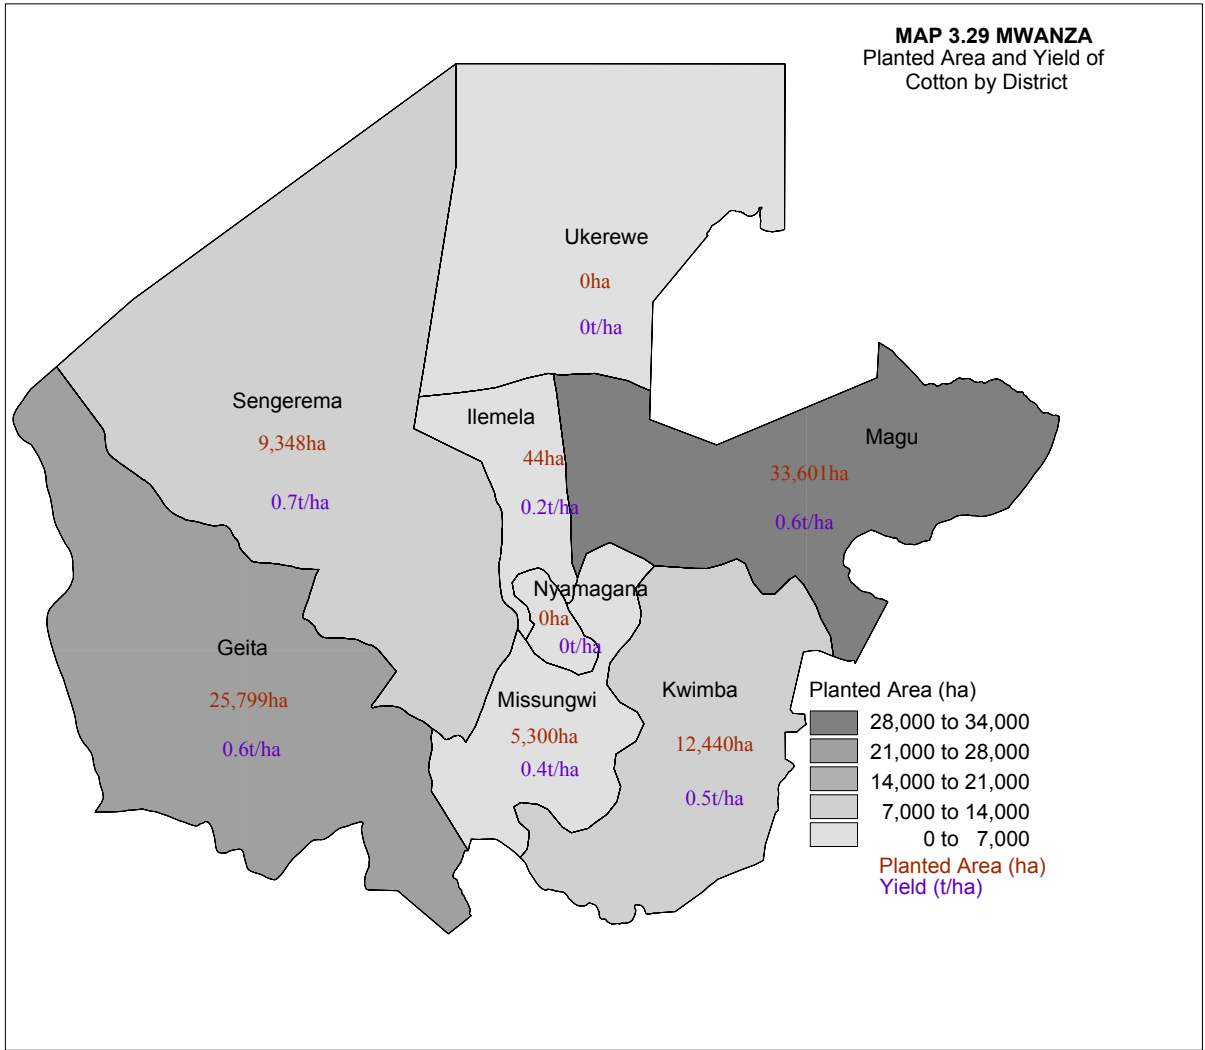 MAP 3.29 MWANZA
Planted Area and Yield of
Cotton by District
Ukerewe
0ha
0t/ha
Sengerema
9,348ha
0.7t/ha
Ilemela
44ha
0.2t/ha
Magu
33,601ha
0.6t/ha
Nyamagana
0ha
0t/ha
Geita
25,799ha
0.6t/ha
Missungwi
5,300ha
0.4t/ha
Kwimba
12,440ha
0.5t/ha
Planted Area (ha)
28,000 to 34,000
21,000 to 28,000
14,000 to 21,000
7,000 to 14,000
0 to 7,000
Planted Area (ha)
Yield (t/ha)